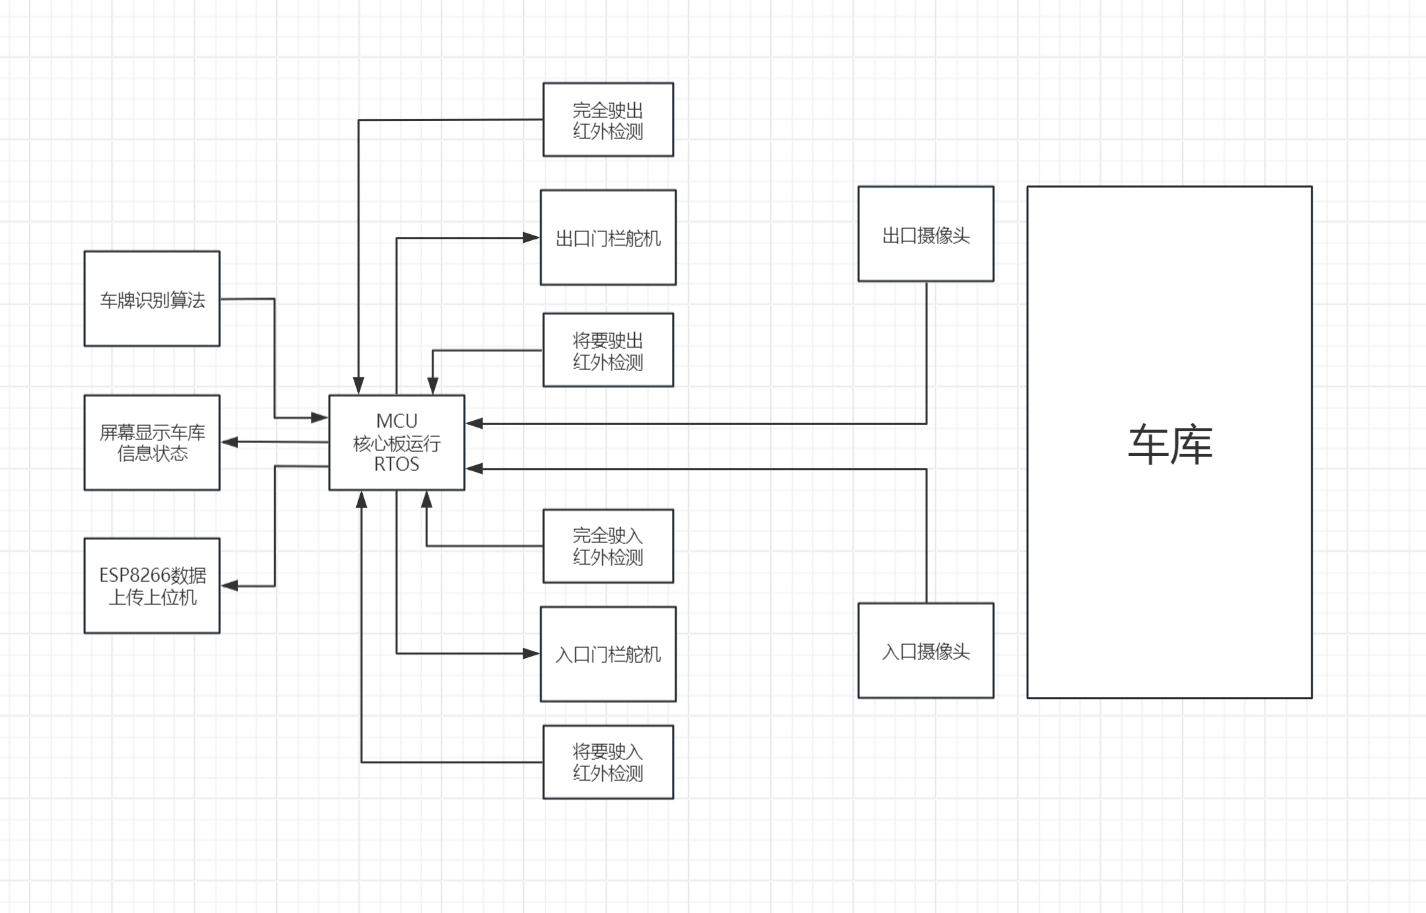 完全驶出
红外检测
出口门栏舵机
出口摄像头
车牌识别算法
将要驶出
红外检测
屏幕显示车库
信息状态
MCU
核心板运行
RTOS
车库
完全驶入
红外检测
ESP8266数据
上传上位机
入口门栏舵机
入口摄像头
将要驶入
红外检测